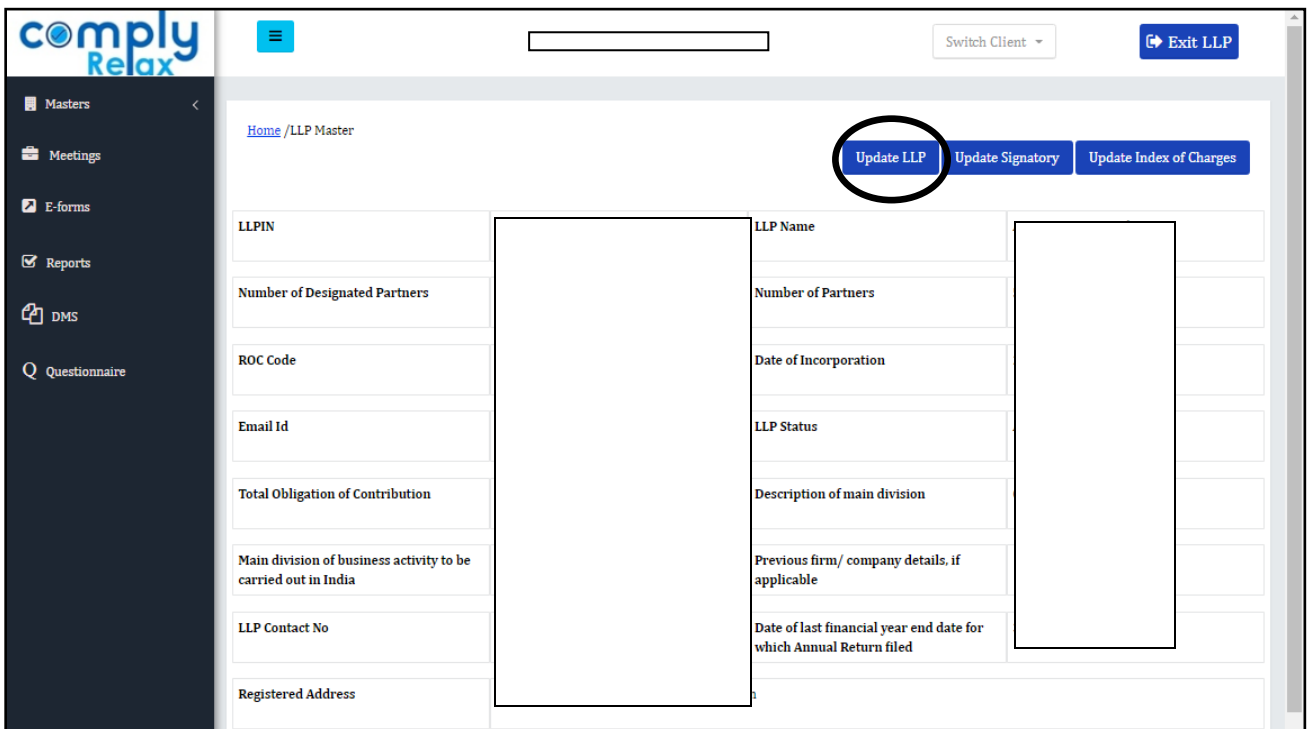 comply
Relax
Switch Client
Exit LLP
Masters
Meetings
E-forms
Reports
DMS
Q Questionnaire
Home /LLP Master
Update LLP
Update Signatory
Update Index of Charges
LLPIN
LLP Name
Number of Designated Partners
Number of Partners
ROC Code
Date of Incorporation
Email Id
LLP Status
Total Obligation of Contribution
Description of main division
Main division of business activity to be
carried out in India
Previous firm/ company details, if
applicable
LLP Contact No
Date of last financial year end date for
which Annual Return filed
Registered Address